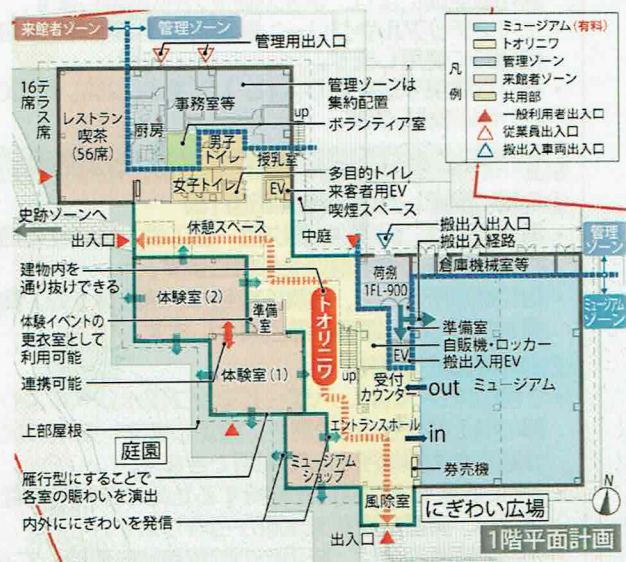 来館者ゾーン
管理ゾーン
管理用出入口
凡例
ミュージアム(有料)
トオリニワ
管理ゾーン
来館者ゾーン
共用部
一般利用者出入口
従業員出入口
搬出入車両出入口
テラス席
16席
レストラン
喫茶
(56席)
厨房
事務室等
up
管理ゾーンは
集約配置
ボランティア室
男子
トイレ
授乳室
女子トイレ
EV
多目的トイレ
来客者用EV
喫煙スペース
史跡ゾーンへ
出入口
休憩スペース
中庭
搬出入出入口
搬出入経路
管理
ゾーン
荷捌
1FL-900
倉庫機械室等
ミュージアム
ゾーン
建物内を
通り抜けできる
体験室(2)
準備
室
トオリニワ
準備室
自販機・ロッカー
搬出入用EV
EV
体験イベントの
更衣室として
利用可能
連携可能
体験室(1)
up
受付
カウンター
out
ミュージアム
上部屋根
庭園
エントランスホール
in
ミュージアム
ショップ
券売機
雁行型にすることで
各室の賑わいを演出
内外ににぎわいを発信
風除室
にぎわい広場
出入口
N
1階平面計画